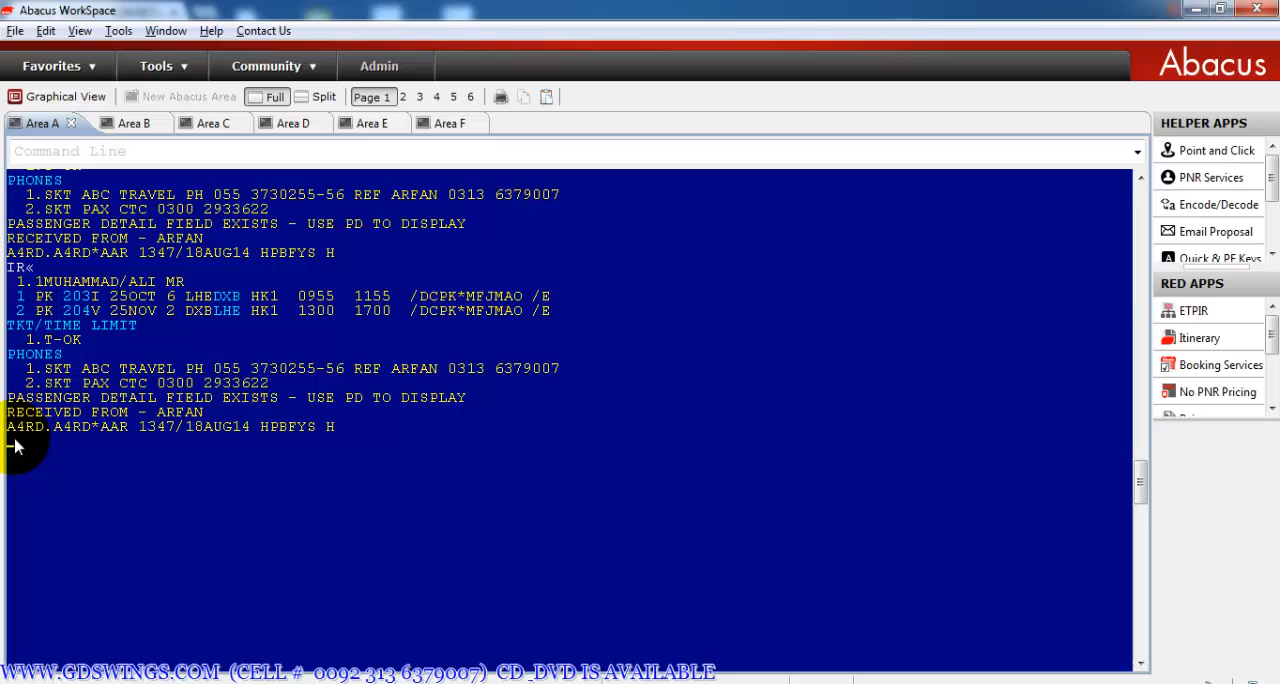 Abacus WorkSpace
File Edit View Tools Window Help Contact Us
Favorites Tools Community Admin
Abacus
Graphical View New Abacus Area Full Split Page 1 2 3 4 5 6
Area A Area B Area C Area D Area E Area F
Command Line
PHONES
1.SKT ABC TRAVEL PH 055 3730255-56 REF ARFAN 0313 6379007
2.SKT PAX CTC 0300 2933622
PASSENGER DETAIL FIELD EXISTS - USE PD TO DISPLAY
RECEIVED FROM - ARFAN
A4RD.A4RD*AAR 1347/18AUG14 HPBFYS H
IR«
1.1MUHAMMAD/ALI MR
1 PK 203I 25OCT 6 LHEDXB HK1 0955 1155 /DCPK*MFJMAO /E
2 PK 204V 25NOV 2 DXBLHE HK1 1300 1700 /DCPK*MFJMAO /E
TKT/TIME LIMIT
1.T-OK
PHONES
1.SKT ABC TRAVEL PH 055 3730255-56 REF ARFAN 0313 6379007
2.SKT PAX CTC 0300 2933622
PASSENGER DETAIL FIELD EXISTS - USE PD TO DISPLAY
RECEIVED FROM - ARFAN
A4RD.A4RD*AAR 1347/18AUG14 HPBFYS H
HELPER APPS
Point and Click
PNR Services
Encode/Decode
Email Proposal
Quick & PF Keys
RED APPS
ETPIR
Itinerary
Booking Services
No PNR Pricing
WWW.GDSWINGS.COM (CELL # 0092 313 6379007) CD_DVD IS AVAILABLE